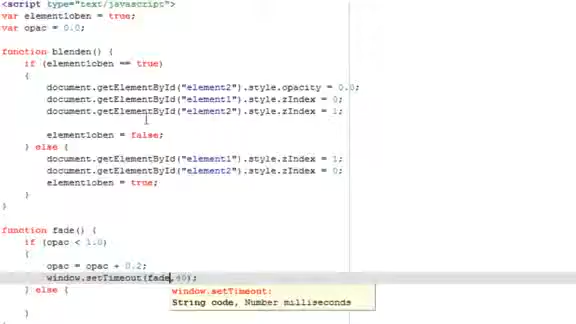 <script type="text/javascript">
var element1oben = true;
var opac = 0.0;
function blenden() {
if (element1oben == true)
{
document.getElementById("element2").style.opacity = 0.0;
document.getElementById("element1").style.zIndex = 0;
document.getElementById("element2").style.zIndex = 1;
element1oben = false;
} else {
document.getElementById("element1").style.zIndex = 1;
document.getElementById("element2").style.zIndex = 0;
element1oben = true;
}
}
function fade() {
if (opac < 1.0)
{
opac = opac + 0.2;
window.setTimeout(fade,40);
} else {
window.setTimeout:
String code, Number milliseconds
}